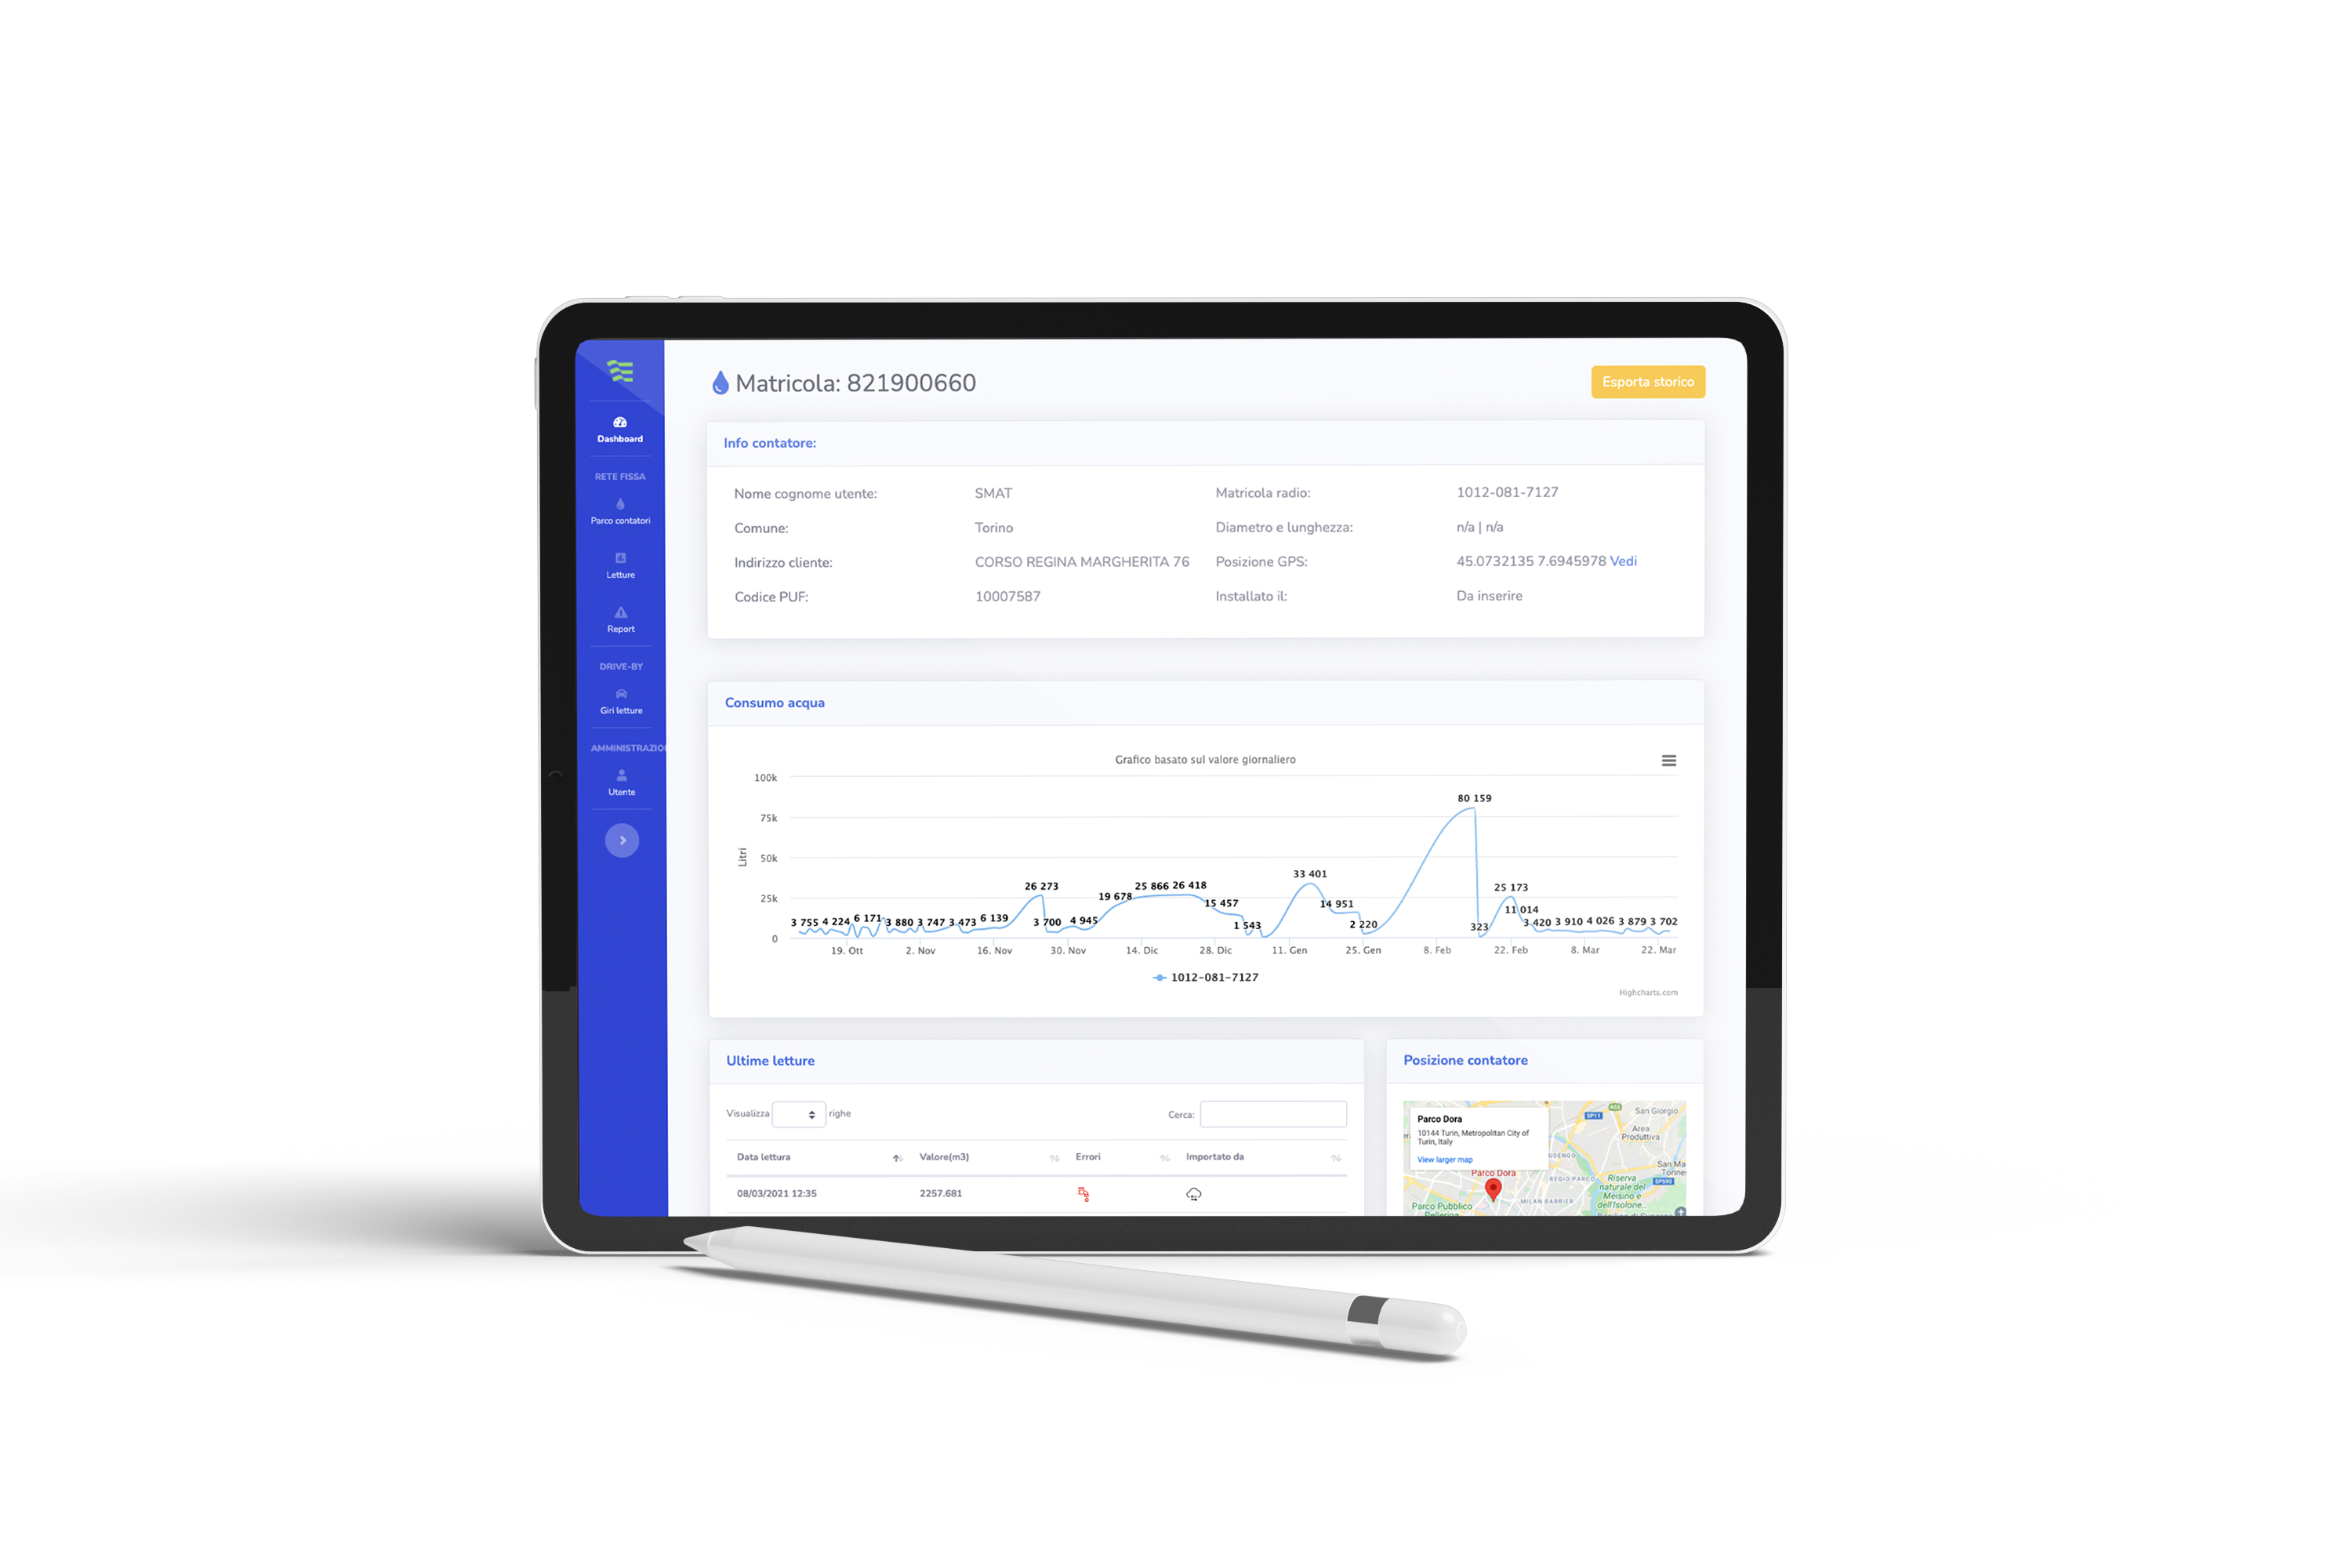 Matricola: 821900660
Esporta storico
Dashboard
RETE FISSA
Parco contatori
Letture
Report
DRIVE-BY
Giri letture
AMMINISTRAZIO
Utente
Info contatore:
Nome cognome utente: SMAT Matricola radio: 1012-081-7127
Comune: Torino Diametro e lunghezza: n/a | n/a
Indirizzo cliente: CORSO REGINA MARGHERITA 76 Posizione GPS: 45.0732135 7.6945978 Vedi
Codice PUF: 10007587 Installato il: Da inserire
Consumo acqua
Grafico basato sul valore giornaliero
Litri
100k
75k
50k
25k
0
3 755 4 224 6 171 3 880 3 747 3 473 6 139 26 273 3 700 4 945 19 678 25 866 26 418 15 457 1 543 33 401 14 951 2 220 80 159 323 25 173 11 014 3 420 3 910 4 026 3 879 3 702
19. Ott 2. Nov 16. Nov 30. Nov 14. Dic 28. Dic 11. Gen 25. Gen 8. Feb 22. Feb 8. Mar 22. Mar
1012-081-7127
Highcharts.com
Ultime letture
Visualizza righe Cerca:
Data lettura Valore(m3) Errori Importato da
08/03/2021 12:35 2257.681
Posizione contatore
Parco Dora
10144 Turin, Metropolitan City of
Turin, Italy
View larger map
SP11
A55
San Giorgio
Area
Produttiva
UDENGO
San Ma
Torine
SP590
Parco Dora
REGIO PARCO
Riserva
naturale del
Meisino e
dell'Isolone...
MILAN BARRIER
Parco Pubblico
Pellerina